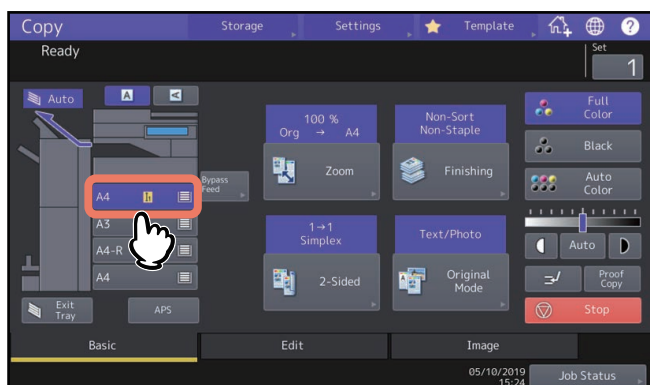 Copy
Storage
Settings
Template
?
Ready
Set
1
Auto
A
A
100 %
Org → A4
Zoom
Non-Sort
Non-Staple
Finishing
Full
Color
Black
Auto
Color
Bypass
Feed
A4
A3
A4-R
A4
1→1
Simplex
2-Sided
Text/Photo
Original
Mode
Auto
Proof
Copy
Exit
Tray
APS
Stop
Basic
Edit
Image
05/10/2019
15:24
Job Status